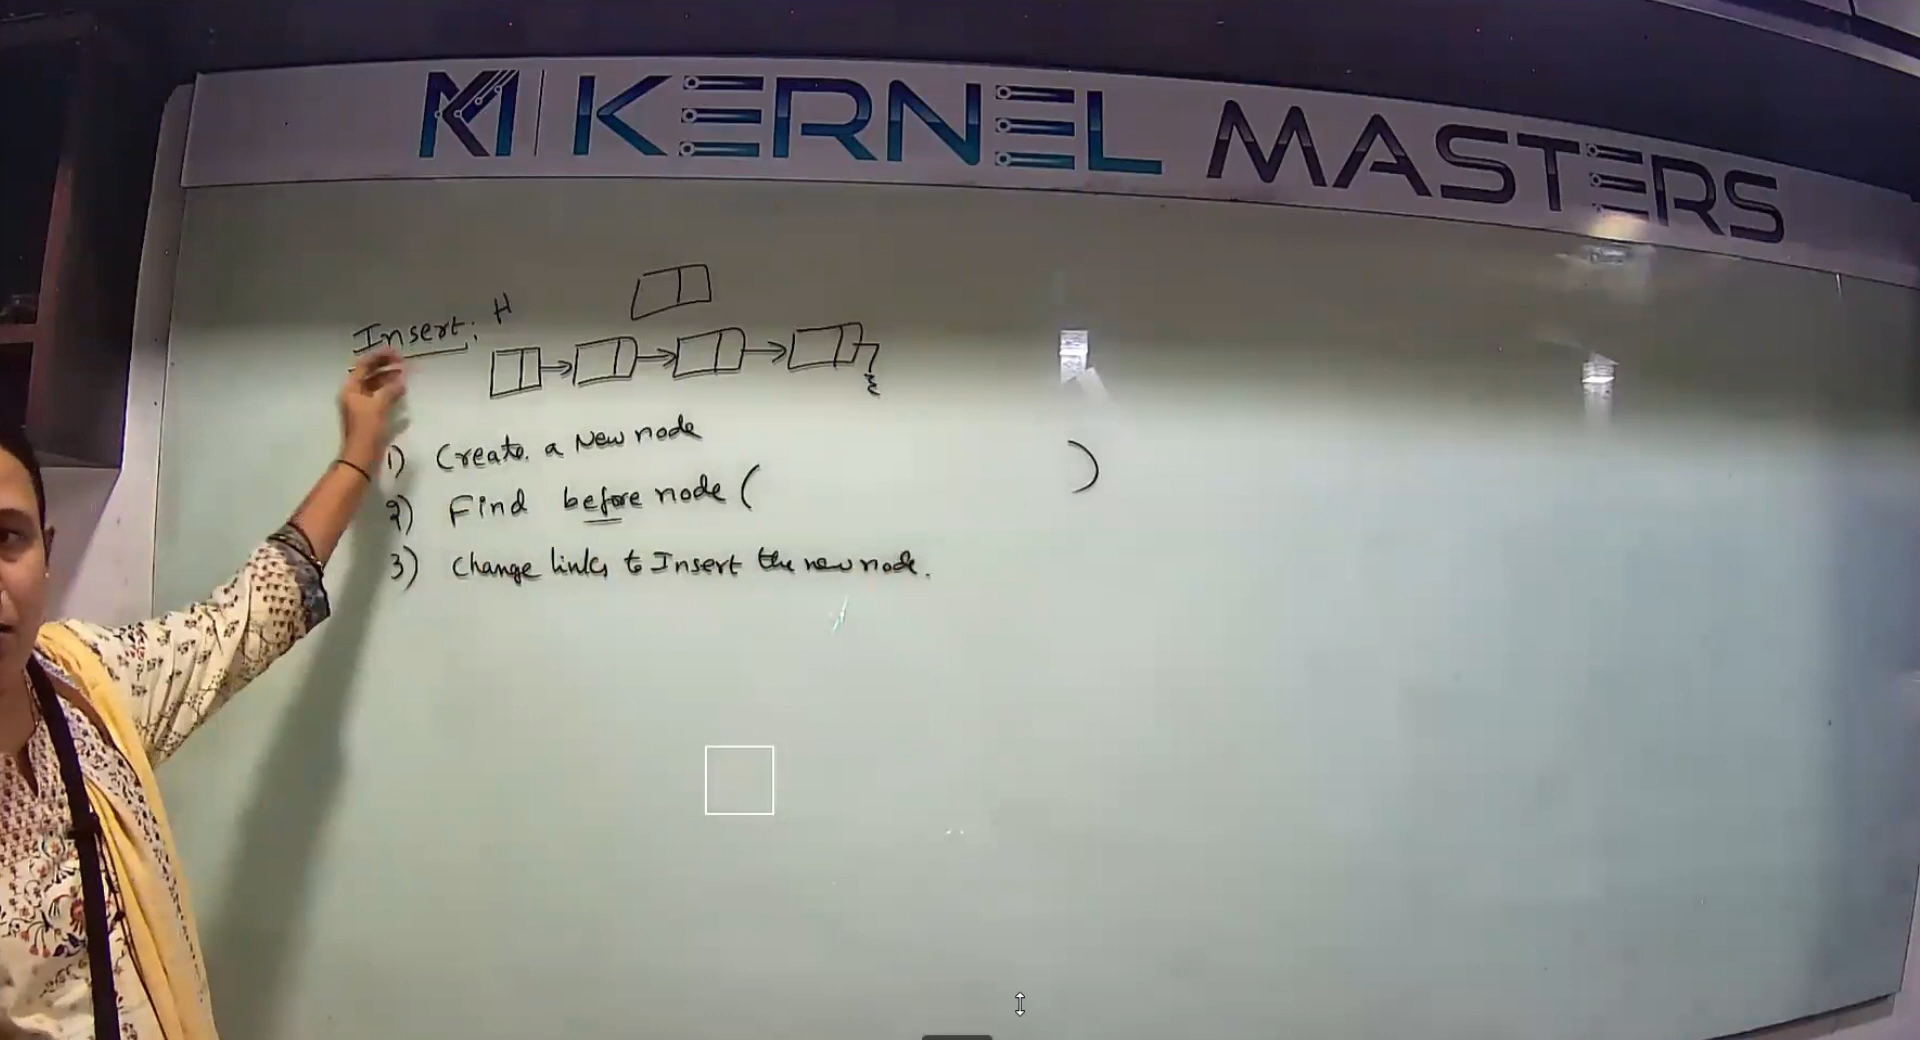 KM KERNEL MASTERS
Insert: H
1) Create a New node
2) Find before node ( )
3) Change links to Insert the new node.